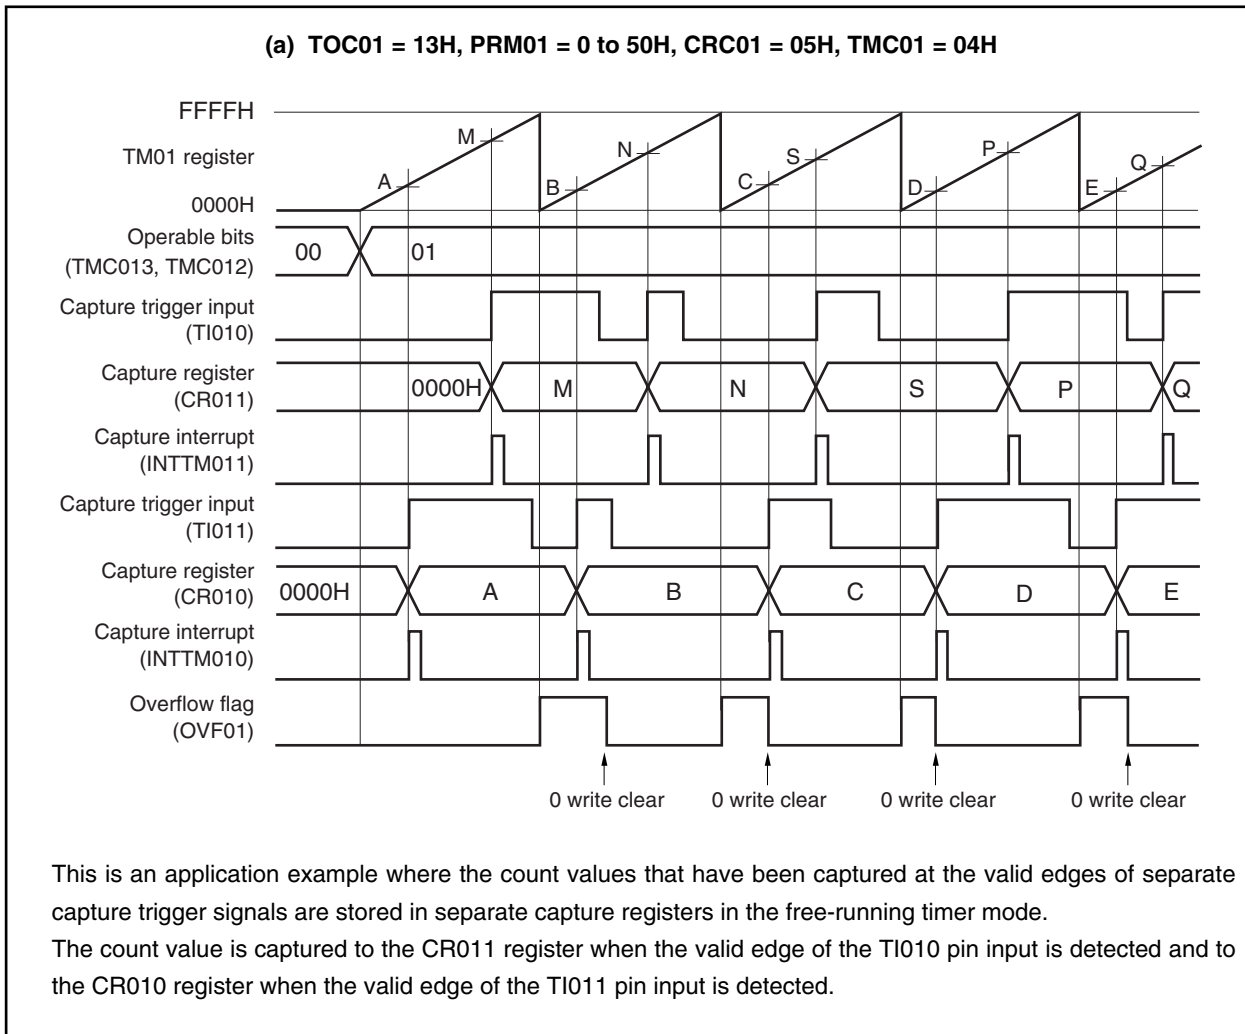 (a) TOC01 = 13H, PRM01 = 0 to 50H, CRC01 = 05H, TMC01 = 04H
FFFFH
TM01 register
0000H
A M B N C S D P E Q
Operable bits
(TMC013, TMC012)
00 01
Capture trigger input
(TI010)
Capture register
(CR011)
0000H M N S P Q
Capture interrupt
(INTTM011)
Capture trigger input
(TI011)
Capture register
(CR010)
0000H A B C D E
Capture interrupt
(INTTM010)
Overflow flag
(OVF01)
0 write clear 0 write clear 0 write clear 0 write clear
This is an application example where the count values that have been captured at the valid edges of separate
capture trigger signals are stored in separate capture registers in the free-running timer mode.
The count value is captured to the CR011 register when the valid edge of the TI010 pin input is detected and to
the CR010 register when the valid edge of the TI011 pin input is detected.